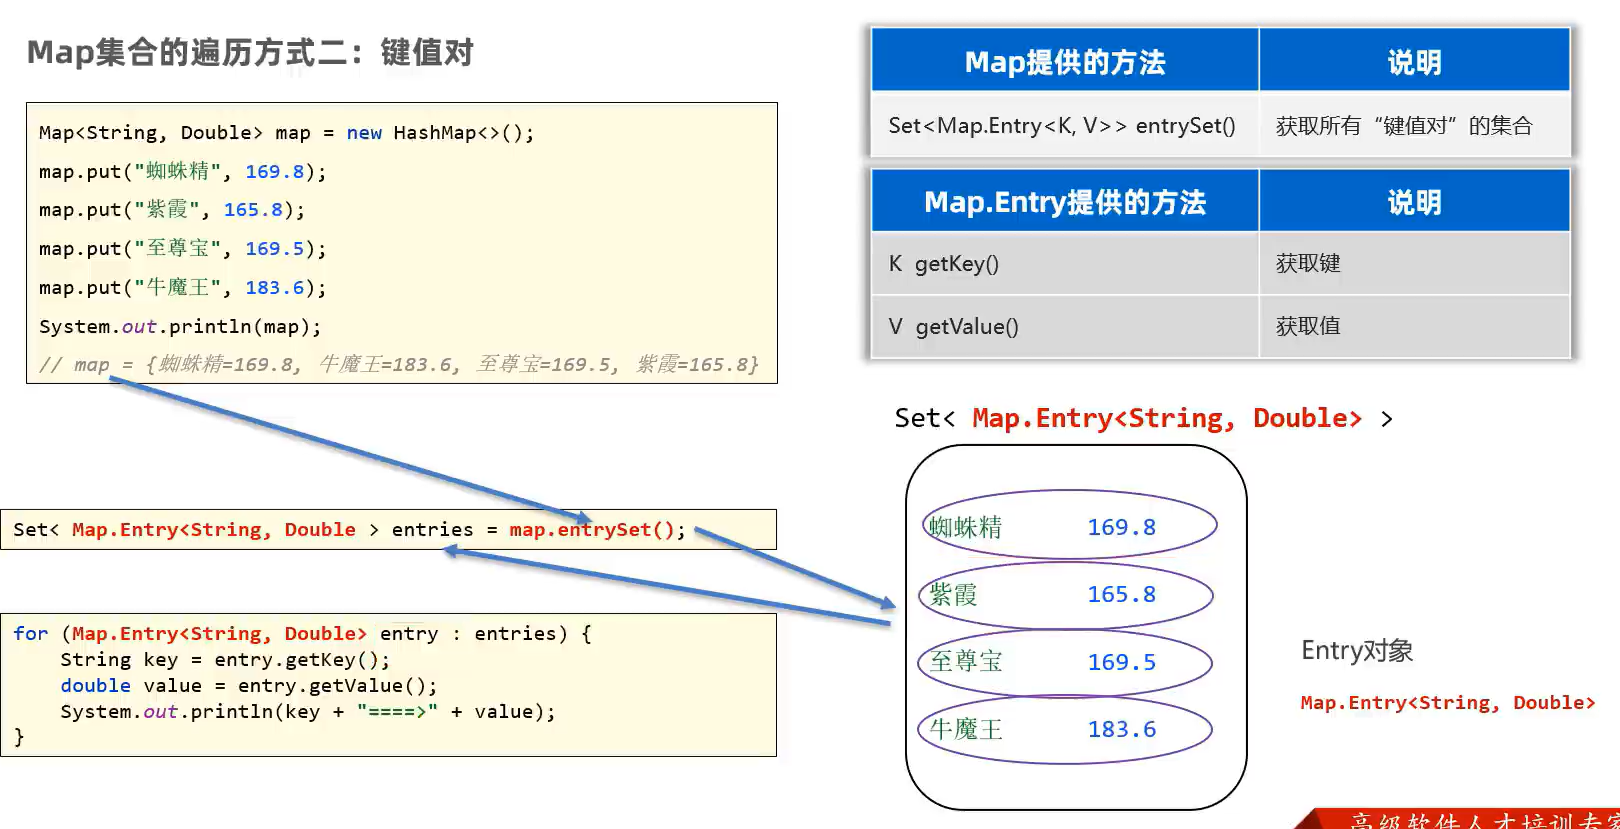 Map集合的遍历方式二：键值对
Map<String, Double> map = new HashMap<>();
map.put("蜘蛛精", 169.8);
map.put("紫霞", 165.8);
map.put("至尊宝", 169.5);
map.put("牛魔王", 183.6);
System.out.println(map);
// map = {蜘蛛精=169.8, 牛魔王=183.6, 至尊宝=169.5, 紫霞=165.8}
Set< Map.Entry<String, Double > entries = map.entrySet();
for (Map.Entry<String, Double> entry : entries) {
String key = entry.getKey();
double value = entry.getValue();
System.out.println(key + "====>" + value);
}
Map提供的方法 说明
Set<Map.Entry<K, V>> entrySet() 获取所有“键值对”的集合
Map.Entry提供的方法 说明
K getKey() 获取键
V getValue() 获取值
Set< Map.Entry<String, Double> >
蜘蛛精 169.8
紫霞 165.8
至尊宝 169.5
牛魔王 183.6
Entry对象
Map.Entry<String, Double>
高级软件人才培训专家